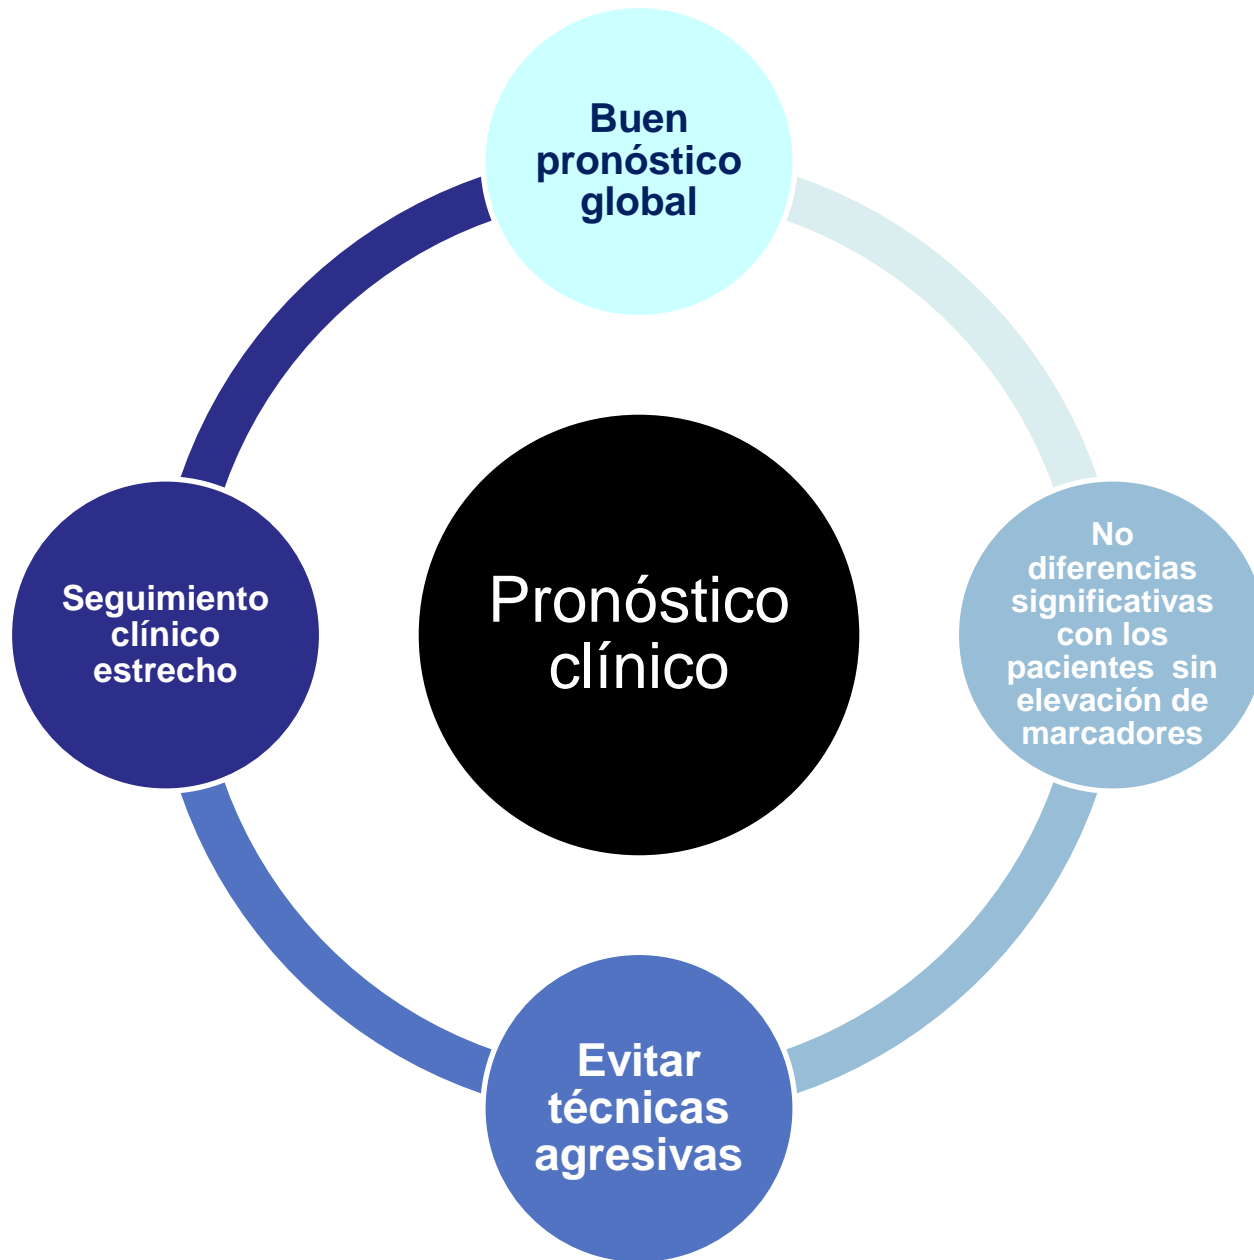 Buen
pronóstico
global
No
diferencias
significativas
con los
pacientes  sin
elevación de
marcadores
Evitar
técnicas
agresivas
Seguimiento
clínico
estrecho
Pronóstico
clínico